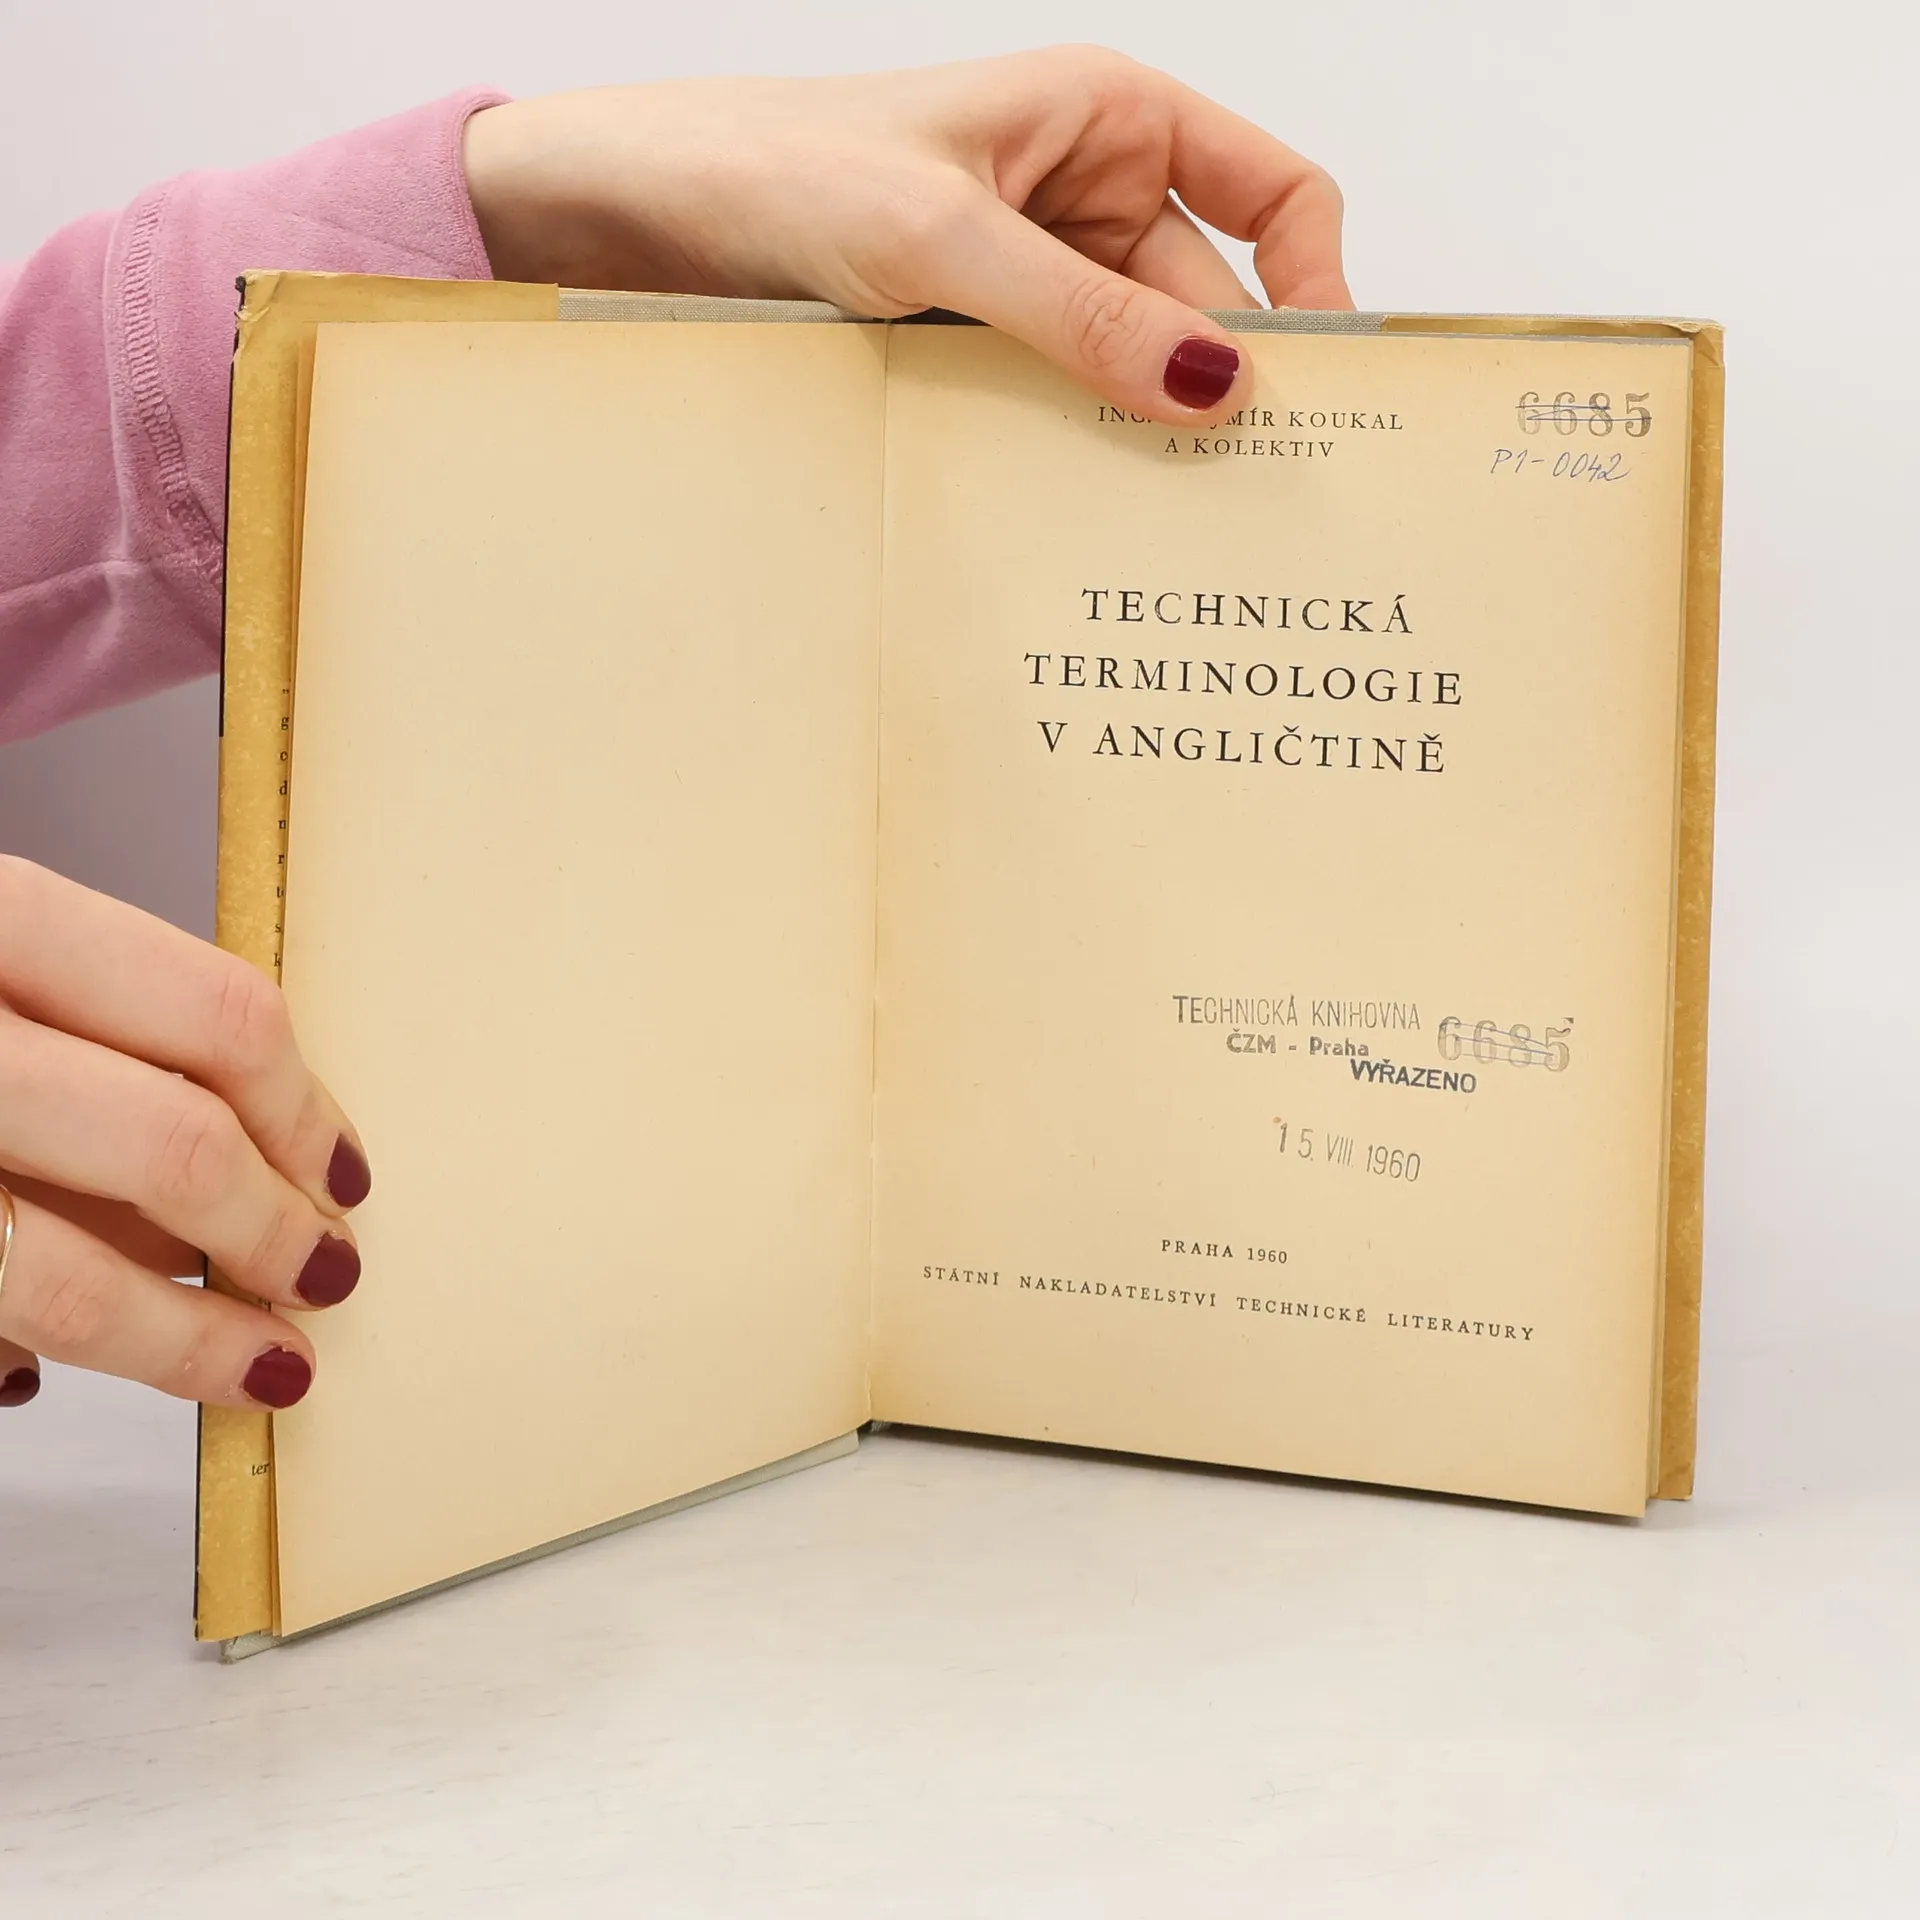 KOUKAL
A KOLEKTIV
6685
P1-0042
TECHNICKÁ
TERMINOLOGIE
V ANGLIČTINĚ
TECHNICKÁ KNIHOVNA
ČZM - Praha
6685
VYŘAZENO
15. VIII. 1960
PRAHA 1960
STÁTNÍ NAKLADATELSTVÍ TECHNICKÉ LITERATURY